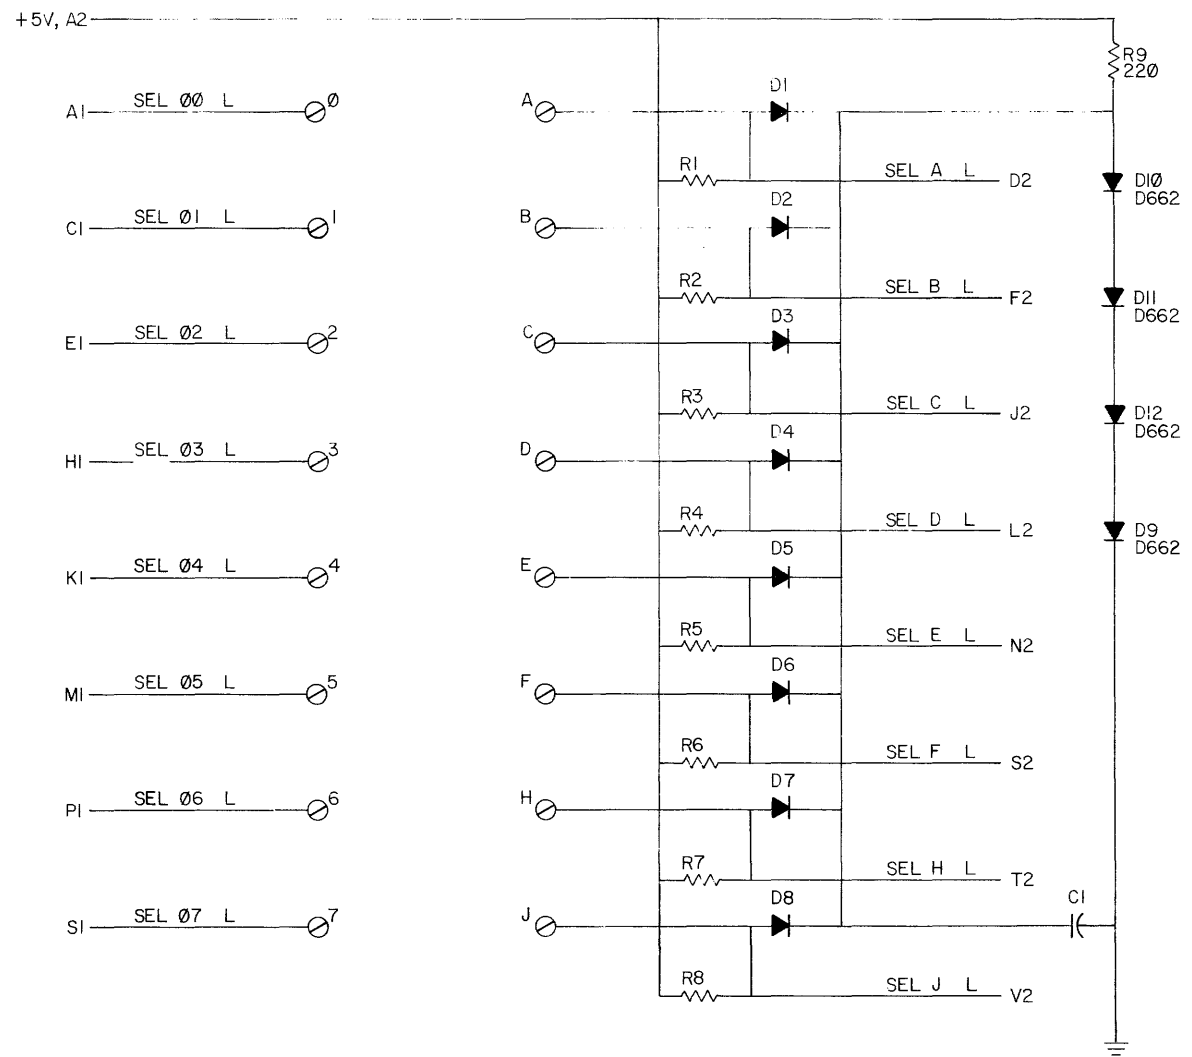 +5V, A2
R9
220
D1
A1 SEL Ø0 L Ø A
R1 SEL A L D2
D10
D662
D2
C1 SEL Ø1 L 1 B
R2 SEL B L F2
D11
D662
D3
E1 SEL Ø2 L 2 C
R3 SEL C L J2
D12
D662
D4
H1 SEL Ø3 L 3 D
R4 SEL D L L2
D9
D662
D5
K1 SEL Ø4 L 4 E
R5 SEL E L N2
D6
M1 SEL Ø5 L 5 F
R6 SEL F L S2
D7
P1 SEL Ø6 L 6 H
R7 SEL H L T2
D8 C1
S1 SEL Ø7 L 7 J
R8 SEL J L V2